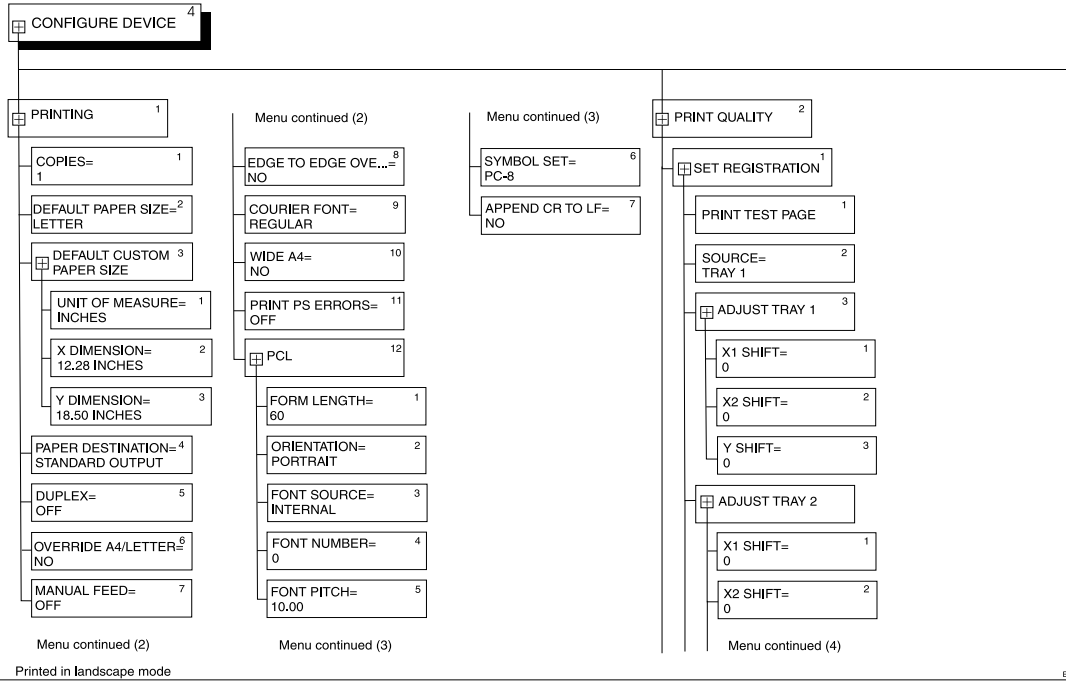 CONFIGURE DEVICE 4
PRINTING 1
COPIES= 1
1
DEFAULT PAPER SIZE= 2
LETTER
DEFAULT CUSTOM 3
PAPER SIZE
UNIT OF MEASURE= 1
INCHES
X DIMENSION= 2
12.28 INCHES
Y DIMENSION= 3
18.50 INCHES
PAPER DESTINATION= 4
STANDARD OUTPUT
DUPLEX= 5
OFF
OVERRIDE A4/LETTER= 6
NO
MANUAL FEED= 7
OFF
Menu continued (2)
Menu continued (2)
EDGE TO EDGE OVE...= 8
NO
COURIER FONT= 9
REGULAR
WIDE A4= 10
NO
PRINT PS ERRORS= 11
OFF
PCL 12
FORM LENGTH= 1
60
ORIENTATION= 2
PORTRAIT
FONT SOURCE= 3
INTERNAL
FONT NUMBER= 4
0
FONT PITCH= 5
10.00
Menu continued (3)
Menu continued (3)
SYMBOL SET= 6
PC-8
APPEND CR TO LF= 7
NO
PRINT QUALITY 2
SET REGISTRATION 1
PRINT TEST PAGE 1
SOURCE= 2
TRAY 1
ADJUST TRAY 1 3
X1 SHIFT= 1
0
X2 SHIFT= 2
0
Y SHIFT= 3
0
ADJUST TRAY 2
X1 SHIFT= 1
0
X2 SHIFT= 2
0
Menu continued (4)
Printed in landscape mode